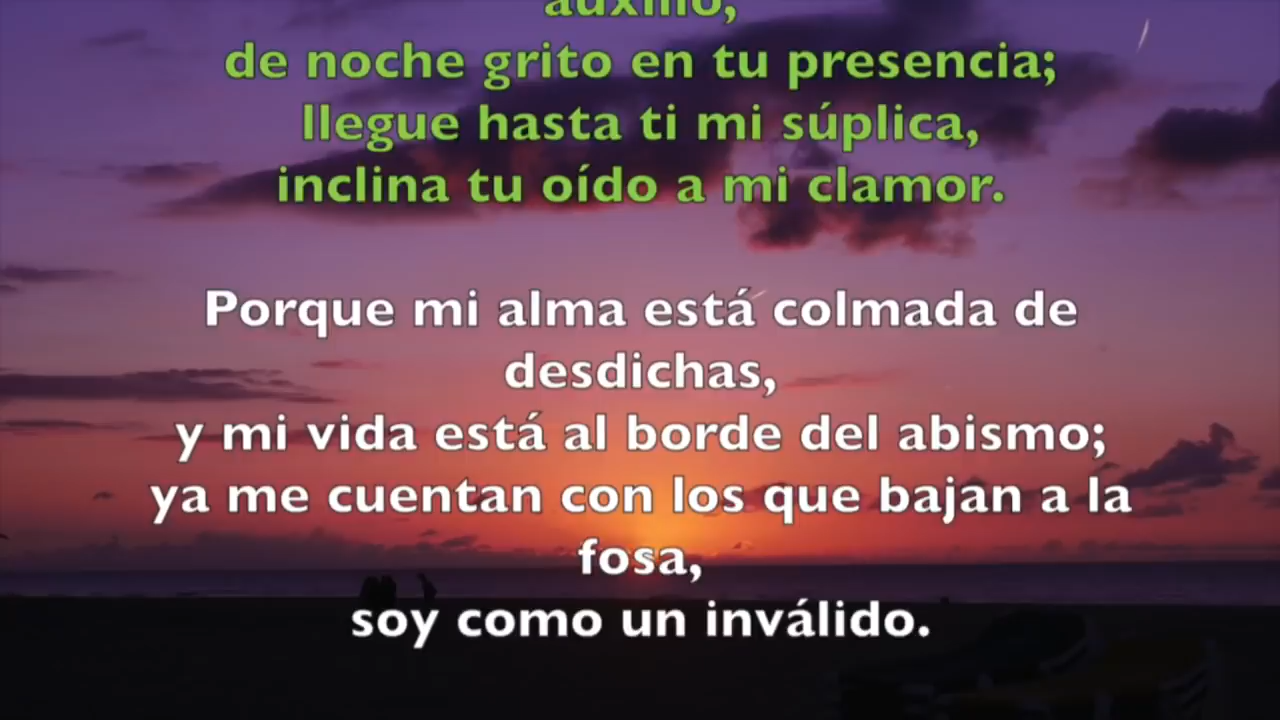 auxilio,
de noche grito en tu presencia;
llegue hasta ti mi súplica,
inclina tu oído a mi clamor.
Porque mi alma está colmada de
desdichas,
y mi vida está al borde del abismo;
ya me cuentan con los que bajan a la
fosa,
soy como un inválido.